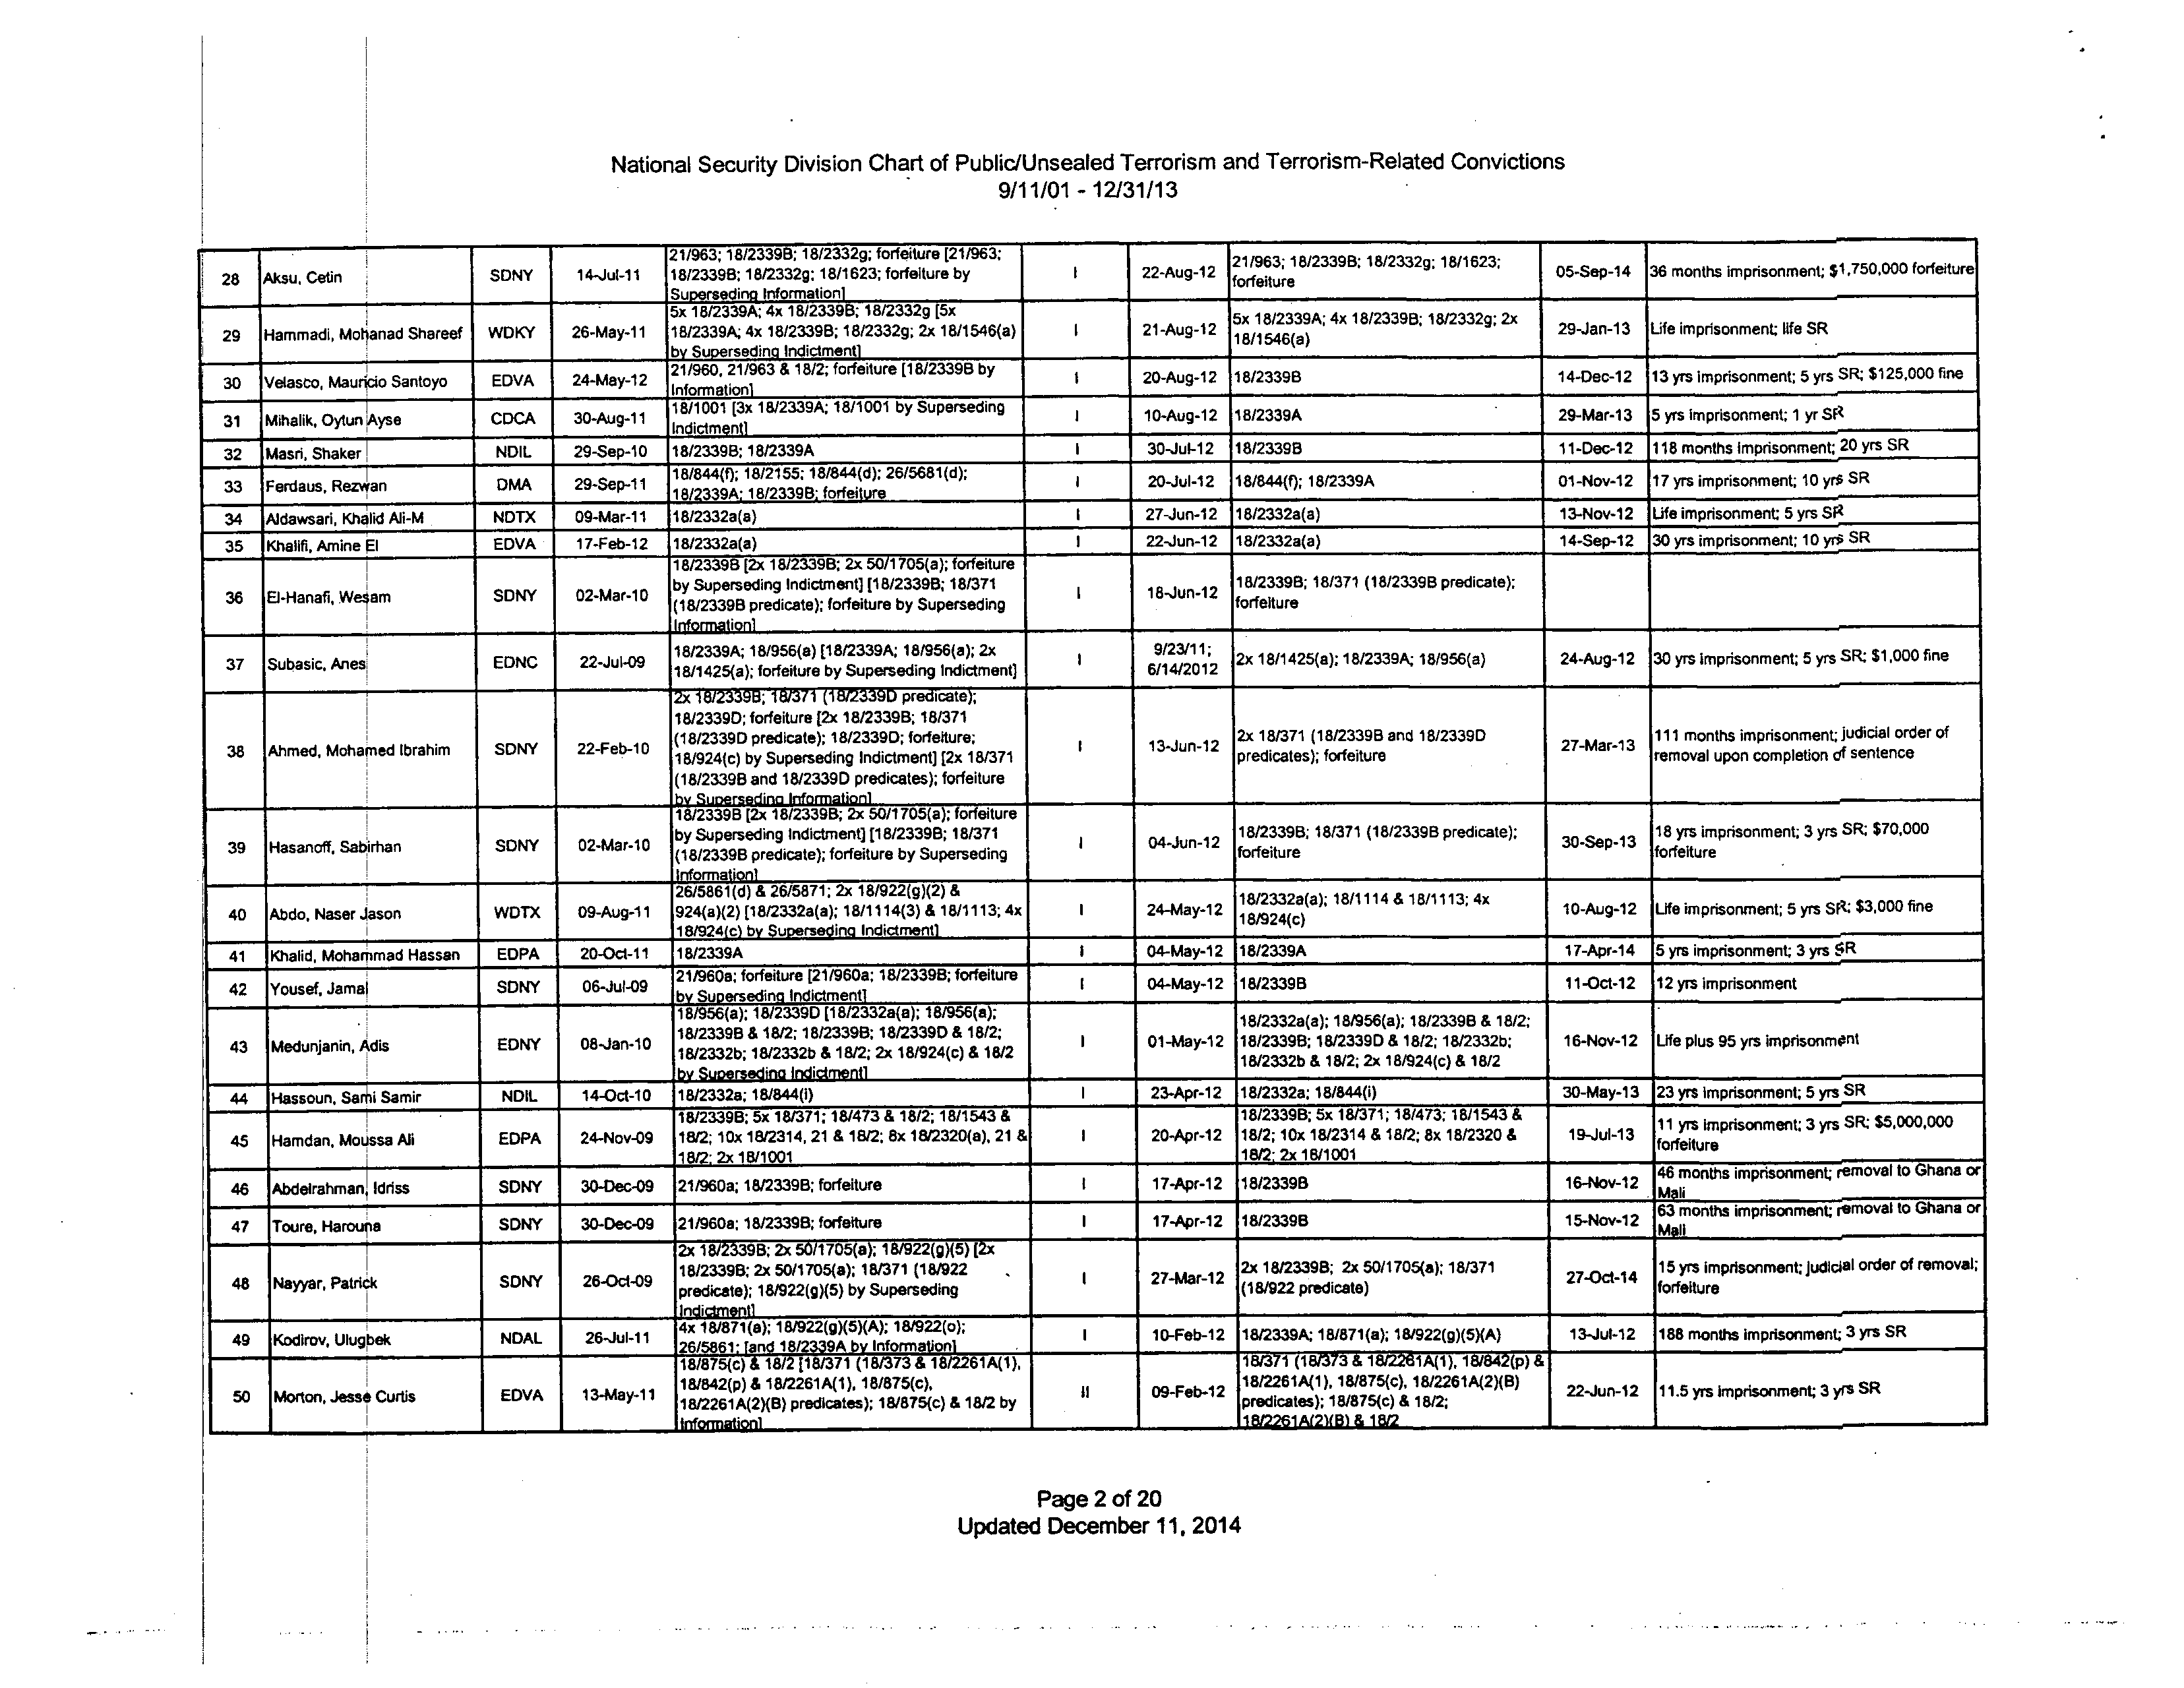 National Security Division Chart of Public/Unsealed Terrorism and Terrorism-Related Convictions
9/11/01 - 12/31/13
28 Aksu, Cetin SDNY 14-Jul-11 21/963; 18/2339B; 18/2332g; forfeiture [21/963;
18/2339B; 18/2332g; 18/1623; forfeiture by
Superseding Information] I 22-Aug-12 21/963; 18/2339B; 18/2332g; 18/1623;
forfeiture 05-Sep-14 36 months imprisonment; $1,750,000 forfeiture
29 Hammadi, Mohanad Shareef WDKY 26-May-11 5x 18/2339A; 4x 18/2339B; 18/2332g [5x
18/2339A; 4x 18/2339B; 18/2332g; 2x 18/1546(a)
by Superseding Indictment] I 21-Aug-12 5x 18/2339A; 4x 18/2339B; 18/2332g; 2x
18/1546(a) 29-Jan-13 Life imprisonment; life SR
30 Velasco, Mauricio Santoyo EDVA 24-May-12 21/960, 21/963 & 18/2; forfeiture [18/2339B by
Information] I 20-Aug-12 18/2339B 14-Dec-12 13 yrs imprisonment; 5 yrs SR; $125,000 fine
31 Mihalik, Oytun Ayse CDCA 30-Aug-11 18/1001 [3x 18/2339A; 18/1001 by Superseding
Indictment] I 10-Aug-12 18/2339A 29-Mar-13 5 yrs imprisonment; 1 yr SR
32 Masri, Shaker NDIL 29-Sep-10 18/2339B; 18/2339A I 30-Jul-12 18/2339B 11-Dec-12 118 months imprisonment; 20 yrs SR
33 Ferdaus, Rezwan DMA 29-Sep-11 18/844(f); 18/2155; 18/844(d); 26/5681(d);
18/2339A; 18/2339B; forfeiture I 20-Jul-12 18/844(f); 18/2339A 01-Nov-12 17 yrs imprisonment; 10 yrs SR
34 Aldawsari, Khalid Ali-M NDTX 09-Mar-11 18/2332a(a) I 27-Jun-12 18/2332a(a) 13-Nov-12 Life imprisonment; 5 yrs SR
35 Khalifi, Amine El EDVA 17-Feb-12 18/2332a(a) I 22-Jun-12 18/2332a(a) 14-Sep-12 30 yrs imprisonment; 10 yrs SR
36 El-Hanafi, Wesam SDNY 02-Mar-10 18/2339B [2x 18/2339B; 2x 50/1705(a); forfeiture
by Superseding Indictment] [18/2339B; 18/371
(18/2339B predicate); forfeiture by Superseding
Information] I 18-Jun-12 18/2339B; 18/371 (18/2339B predicate);
forfeiture
37 Subasic, Anes EDNC 22-Jul-09 18/2339A; 18/956(a) [18/2339A; 18/956(a); 2x
18/1425(a); forfeiture by Superseding Indictment] I 9/23/11;
6/14/2012 2x 18/1425(a); 18/2339A; 18/956(a) 24-Aug-12 30 yrs imprisonment; 5 yrs SR; $1,000 fine
38 Ahmed, Mohamed Ibrahim SDNY 22-Feb-10 2x 18/2339B; 18/371 (18/2339D predicate);
18/2339D; forfeiture [2x 18/2339B; 18/371
(18/2339D predicate); 18/2339D; forfeiture;
18/924(c) by Superseding Indictment] [2x 18/371
(18/2339B and 18/2339D predicates); forfeiture
by Superseding Information] I 13-Jun-12 2x 18/371 (18/2339B and 18/2339D
predicates); forfeiture 27-Mar-13 111 months imprisonment; judicial order of
removal upon completion of sentence
39 Hasanoff, Sabirhan SDNY 02-Mar-10 18/2339B [2x 18/2339B; 2x 50/1705(a); forfeiture
by Superseding Indictment] [18/2339B; 18/371
(18/2339B predicate); forfeiture by Superseding
Information] I 04-Jun-12 18/2339B; 18/371 (18/2339B predicate);
forfeiture 30-Sep-13 18 yrs imprisonment; 3 yrs SR; $70,000
forfeiture
40 Abdo, Naser Jason WDTX 09-Aug-11 26/5861(d) & 26/5871; 2x 18/922(g)(2) &
924(a)(2) [18/2332a(a); 18/1114(3) & 18/1113; 4x
18/924(c) by Superseding Indictment] I 24-May-12 18/2332a(a); 18/1114 & 18/1113; 4x
18/924(c) 10-Aug-12 Life imprisonment; 5 yrs SR; $3,000 fine
41 Khalid, Mohammad Hassan EDPA 20-Oct-11 18/2339A I 04-May-12 18/2339A 17-Apr-14 5 yrs imprisonment; 3 yrs SR
42 Yousef, Jamal SDNY 06-Jul-09 21/960a; forfeiture [21/960a; 18/2339B; forfeiture
by Superseding Indictment] I 04-May-12 18/2339B 11-Oct-12 12 yrs imprisonment
43 Medunjanin, Adis EDNY 08-Jan-10 18/956(a); 18/2339D [18/2332a(a); 18/956(a);
18/2339B & 18/2; 18/2339B; 18/2339D & 18/2;
18/2332b; 18/2332b & 18/2; 2x 18/924(c) & 18/2
by Superseding Indictment] I 01-May-12 18/2332a(a); 18/956(a); 18/2339B & 18/2;
18/2339B; 18/2339D & 18/2; 18/2332b;
18/2332b & 18/2; 2x 18/924(c) & 18/2 16-Nov-12 Life plus 95 yrs imprisonment
44 Hassoun, Sami Samir NDIL 14-Oct-10 18/2332a; 18/844(i) I 23-Apr-12 18/2332a; 18/844(i) 30-May-13 23 yrs imprisonment; 5 yrs SR
45 Hamdan, Moussa Ali EDPA 24-Nov-09 18/2339B; 5x 18/371; 18/473 & 18/2; 18/1543 &
18/2; 10x 18/2314, 21 & 18/2; 8x 18/2320(a), 21 &
18/2; 2x 18/1001 I 20-Apr-12 18/2339B; 5x 18/371; 18/473; 18/1543 &
18/2; 10x 18/2314 & 18/2; 8x 18/2320 &
18/2; 2x 18/1001 19-Jul-13 11 yrs imprisonment; 3 yrs SR; $5,000,000
forfeiture
46 Abdelrahman, Idriss SDNY 30-Dec-09 21/960a; 18/2339B; forfeiture I 17-Apr-12 18/2339B 16-Nov-12 46 months imprisonment; removal to Ghana or
Mali
47 Toure, Harouna SDNY 30-Dec-09 21/960a; 18/2339B; forfeiture I 17-Apr-12 18/2339B 15-Nov-12 63 months imprisonment; removal to Ghana or
Mali
48 Nayyar, Patrick SDNY 26-Oct-09 2x 18/2339B; 2x 50/1705(a); 18/922(g)(5) [2x
18/2339B; 2x 50/1705(a); 18/371 (18/922
predicate); 18/922(g)(5) by Superseding
Indictment] I 27-Mar-12 2x 18/2339B; 2x 50/1705(a); 18/371
(18/922 predicate) 27-Oct-14 15 yrs imprisonment; judicial order of removal;
forfeiture
49 Kodirov, Ulugbek NDAL 26-Jul-11 4x 18/871(a); 18/922(g)(5)(A); 18/922(o);
26/5861; [and 18/2339A by Information] I 10-Feb-12 18/2339A; 18/871(a); 18/922(g)(5)(A) 13-Jul-12 188 months imprisonment; 3 yrs SR
50 Morton, Jesse Curtis EDVA 13-May-11 18/875(c) & 18/2 [18/371 (18/373 & 18/2261A(1),
18/842(p) & 18/2261A(1), 18/875(c),
18/2261A(2)(B) predicates); 18/875(c) & 18/2 by
Information] II 09-Feb-12 18/371 (18/373 & 18/2261A(1), 18/842(p) &
18/2261A(1), 18/875(c), 18/2261A(2)(B)
predicates); 18/875(c) & 18/2;
18/2261A(2)(B) & 18/2 22-Jun-12 11.5 yrs imprisonment; 3 yrs SR
Page 2 of 20
Updated December 11, 2014